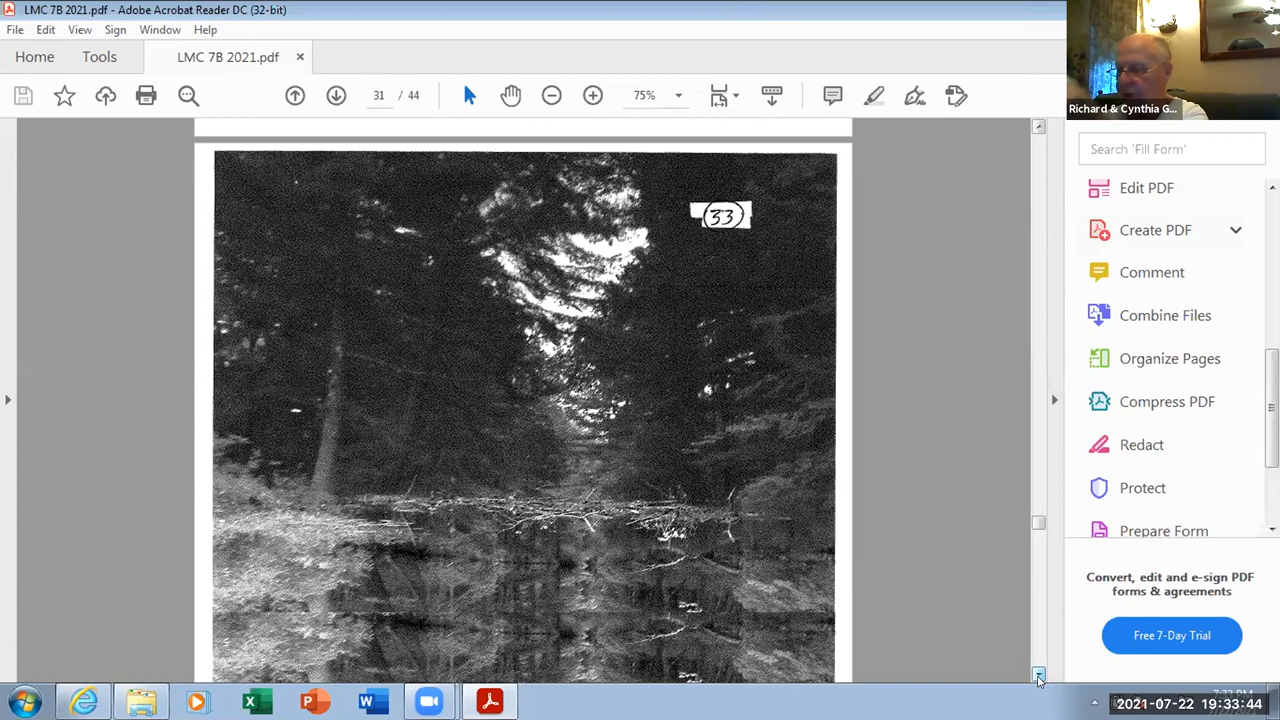 LMC 7B 2021.pdf - Adobe Acrobat Reader DC (32-bit)
File Edit View Sign Window Help
Home Tools LMC 7B 2021.pdf ×
31 / 44 75%
Richard & Cynthia G...
33
Search 'Fill Form'
Edit PDF
Create PDF
Comment
Combine Files
Organize Pages
Compress PDF
Redact
Protect
Prepare Form
Convert, edit and e-sign PDF
forms & agreements
Free 7-Day Trial
2021-07-22 19:33:44